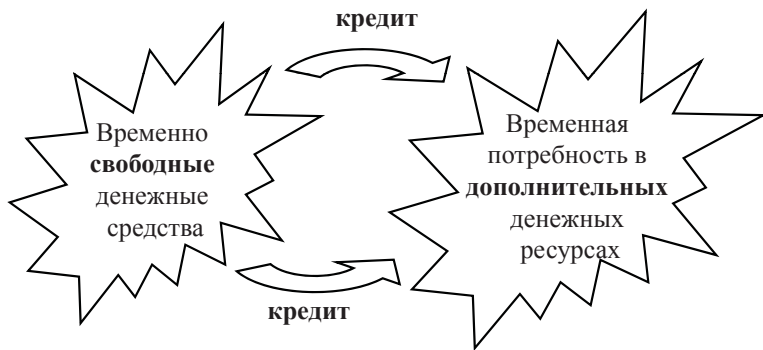 кредит
Временно
свободные
денежные
средства
Временная
потребность в
дополнительных
денежных
ресурсах
кредит